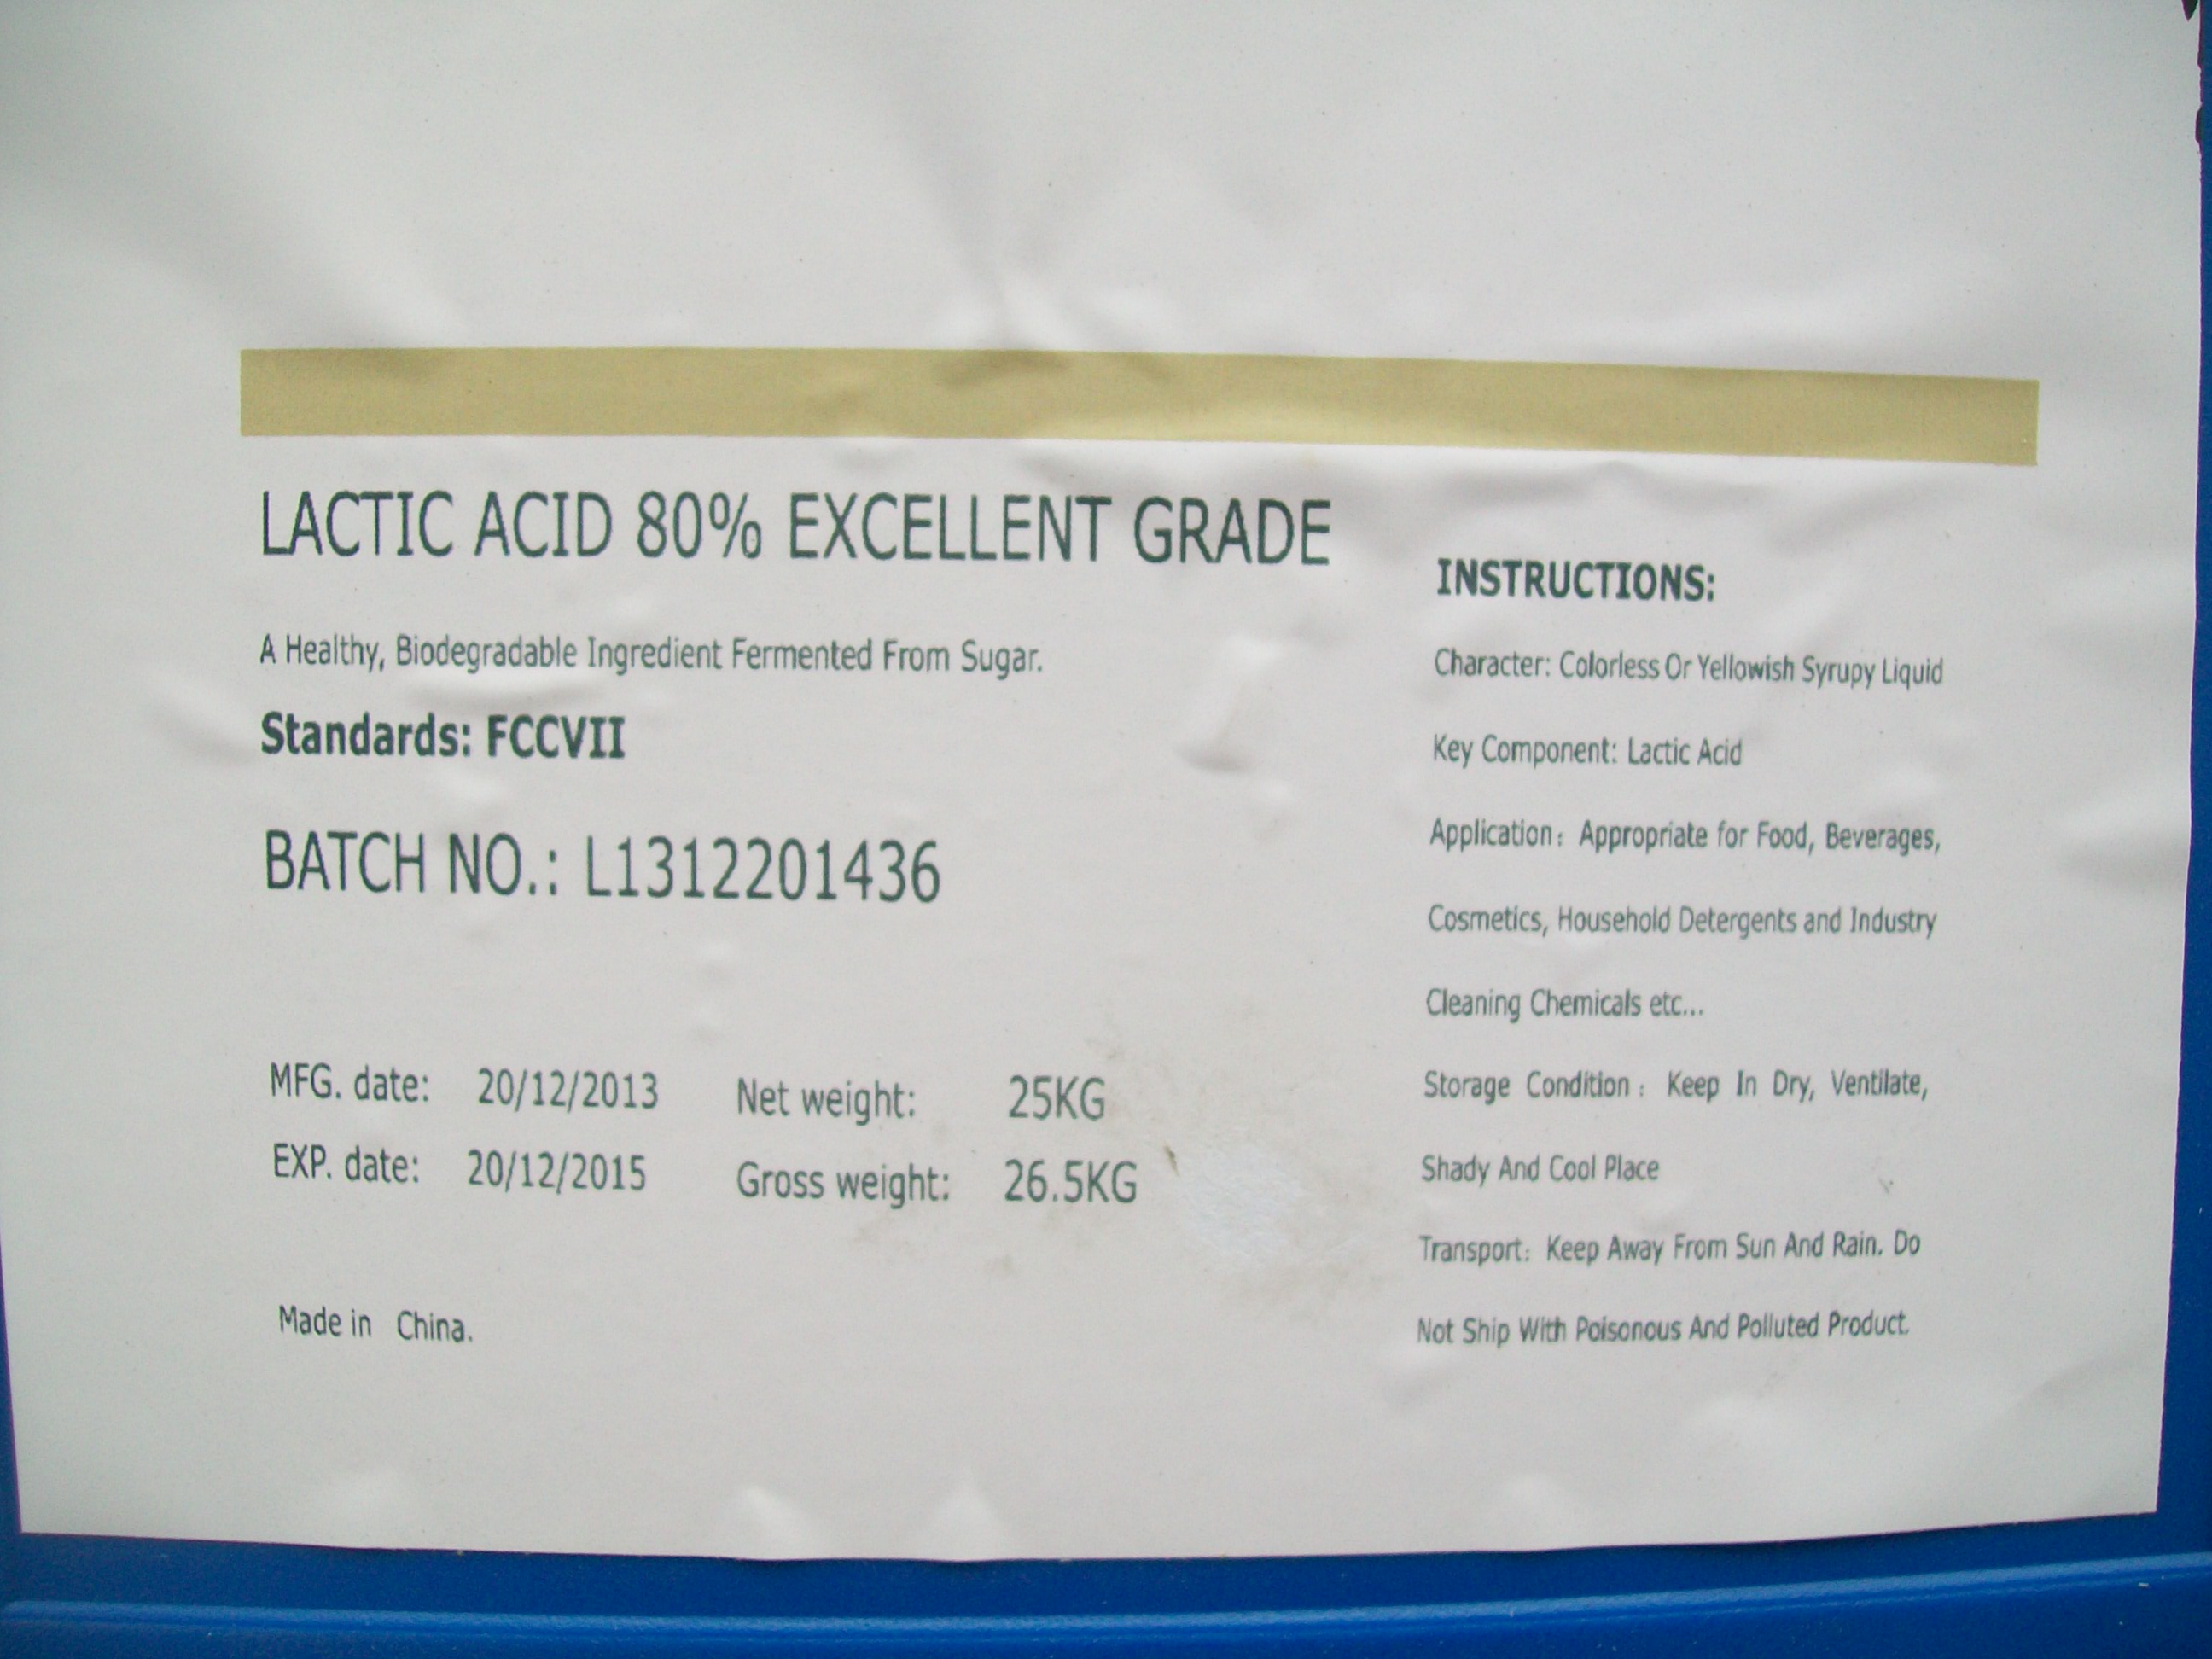 LACTIC ACID 80% EXCELLENT GRADE
A Healthy, Biodegradable Ingredient Fermented From Sugar.
Standards: FCCVII
BATCH NO.: L1312201436
MFG. date: 20/12/2013 Net weight: 25KG
EXP. date: 20/12/2015 Gross weight: 26.5KG
Made in China.
INSTRUCTIONS:
Character: Colorless Or Yellowish Syrupy Liquid
Key Component: Lactic Acid
Application: Appropriate for Food, Beverages,
Cosmetics, Household Detergents and Industry
Cleaning Chemicals etc...
Storage Condition: Keep In Dry, Ventilate,
Shady And Cool Place
Transport: Keep Away From Sun And Rain. Do
Not Ship With Poisonous And Polluted Product.